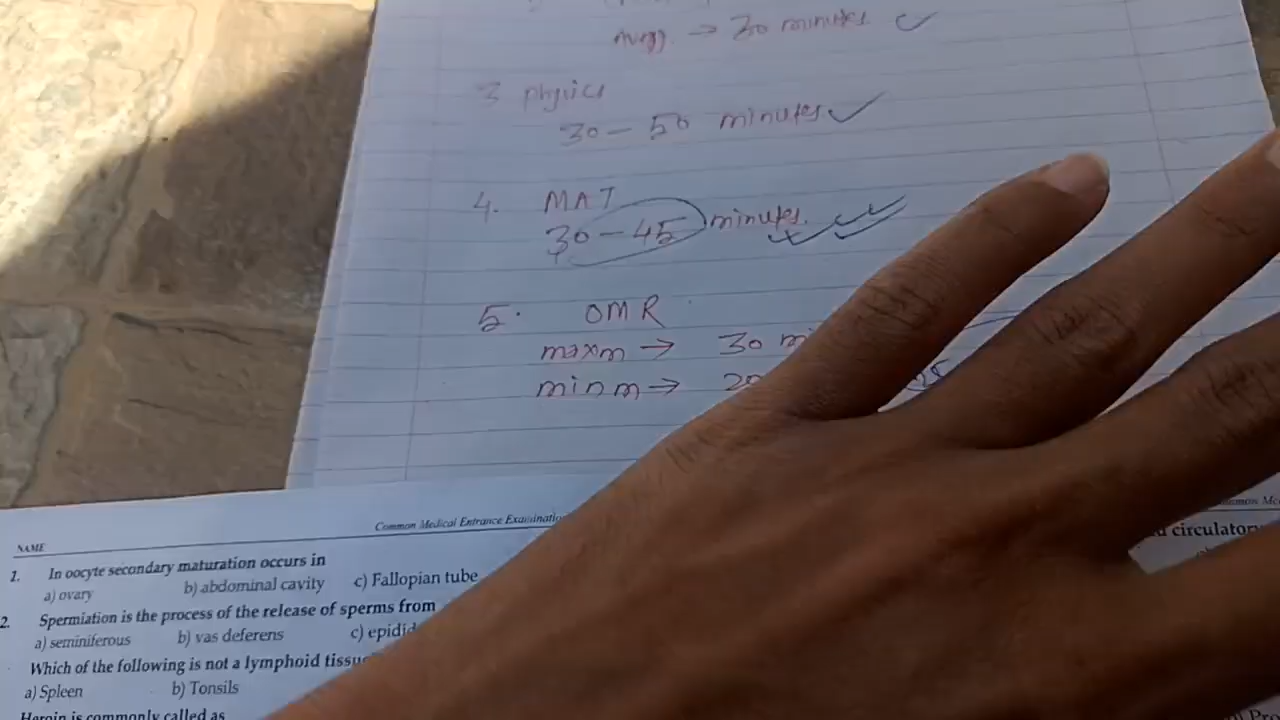 → 30 minutes
3 physics
30 - 50 minutes
4. MAT
30 - 45 minutes.
5. OMR
maxm → 30 mi
minm → 20
Common Medical Entrance Examinatio
NAME
1. In oocyte secondary maturation occurs in
a) ovary b) abdominal cavity c) Fallopian tube
2. Spermiation is the process of the release of sperms from
a) seminiferous b) vas deferens c) epidid
Which of the following is not a lymphoid tissu
a) Spleen b) Tonsils
Heroin is commonly called as
circulatory